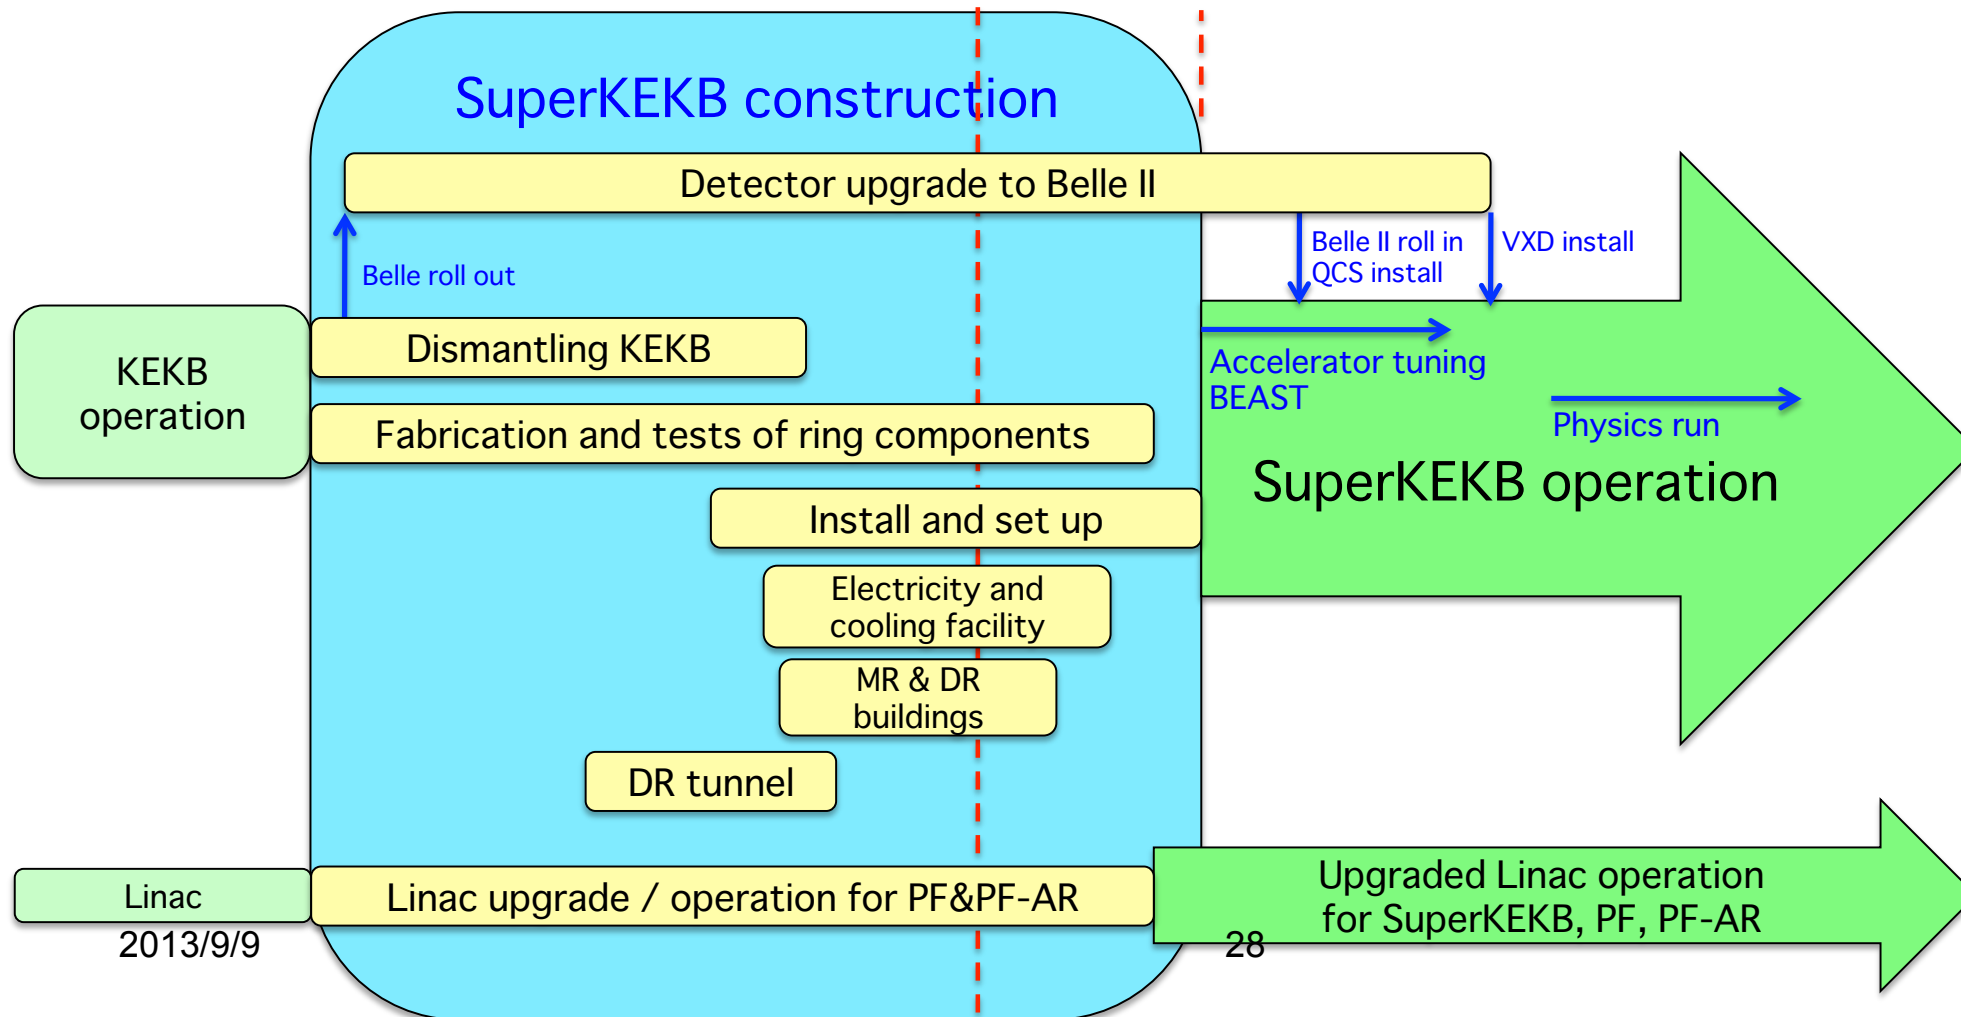 SuperKEKB construction
Detector upgrade to Belle II
Belle roll out
Belle II roll in
QCS install
VXD install
KEKB
operation
Dismantling KEKB
Accelerator tuning
BEAST
Physics run
Fabrication and tests of ring components
SuperKEKB operation
Install and set up
Electricity and
cooling facility
MR & DR
buildings
DR tunnel
Linac
Linac upgrade / operation for PF&PF-AR
Upgraded Linac operation
for SuperKEKB, PF, PF-AR
2013/9/9
28